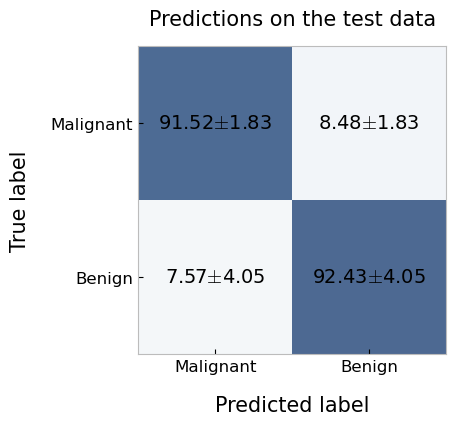 Predictions on the test data
True label
Malignant
91.52±1.83
8.48±1.83
Benign
7.57±4.05
92.43±4.05
Malignant
Benign
Predicted label